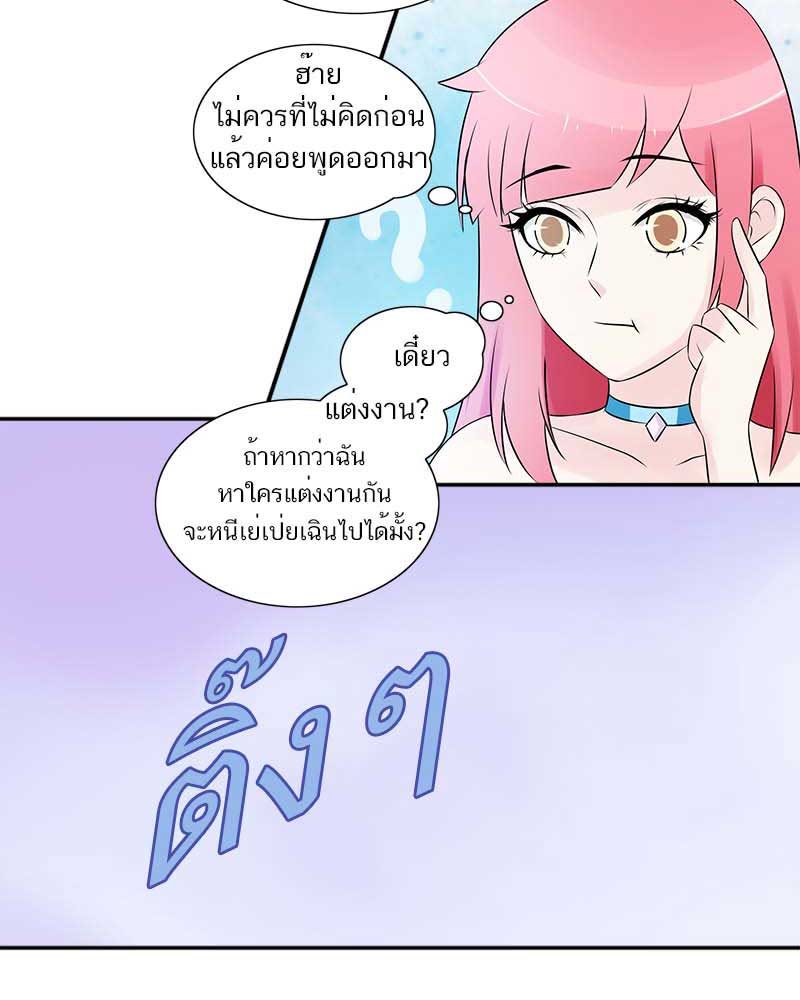 ฮ๊าย
ไม่ควรที่ไม่คิดก่อน
แล้วค่อยพูดออกมา
?
เดี๋ยว
แต่งงาน?
ถ้าหากว่าฉัน
หาใครแต่งงานกัน
จะหนีเย่เป่ยเฉินไปได้มั้ง?
ติ๊งๆ